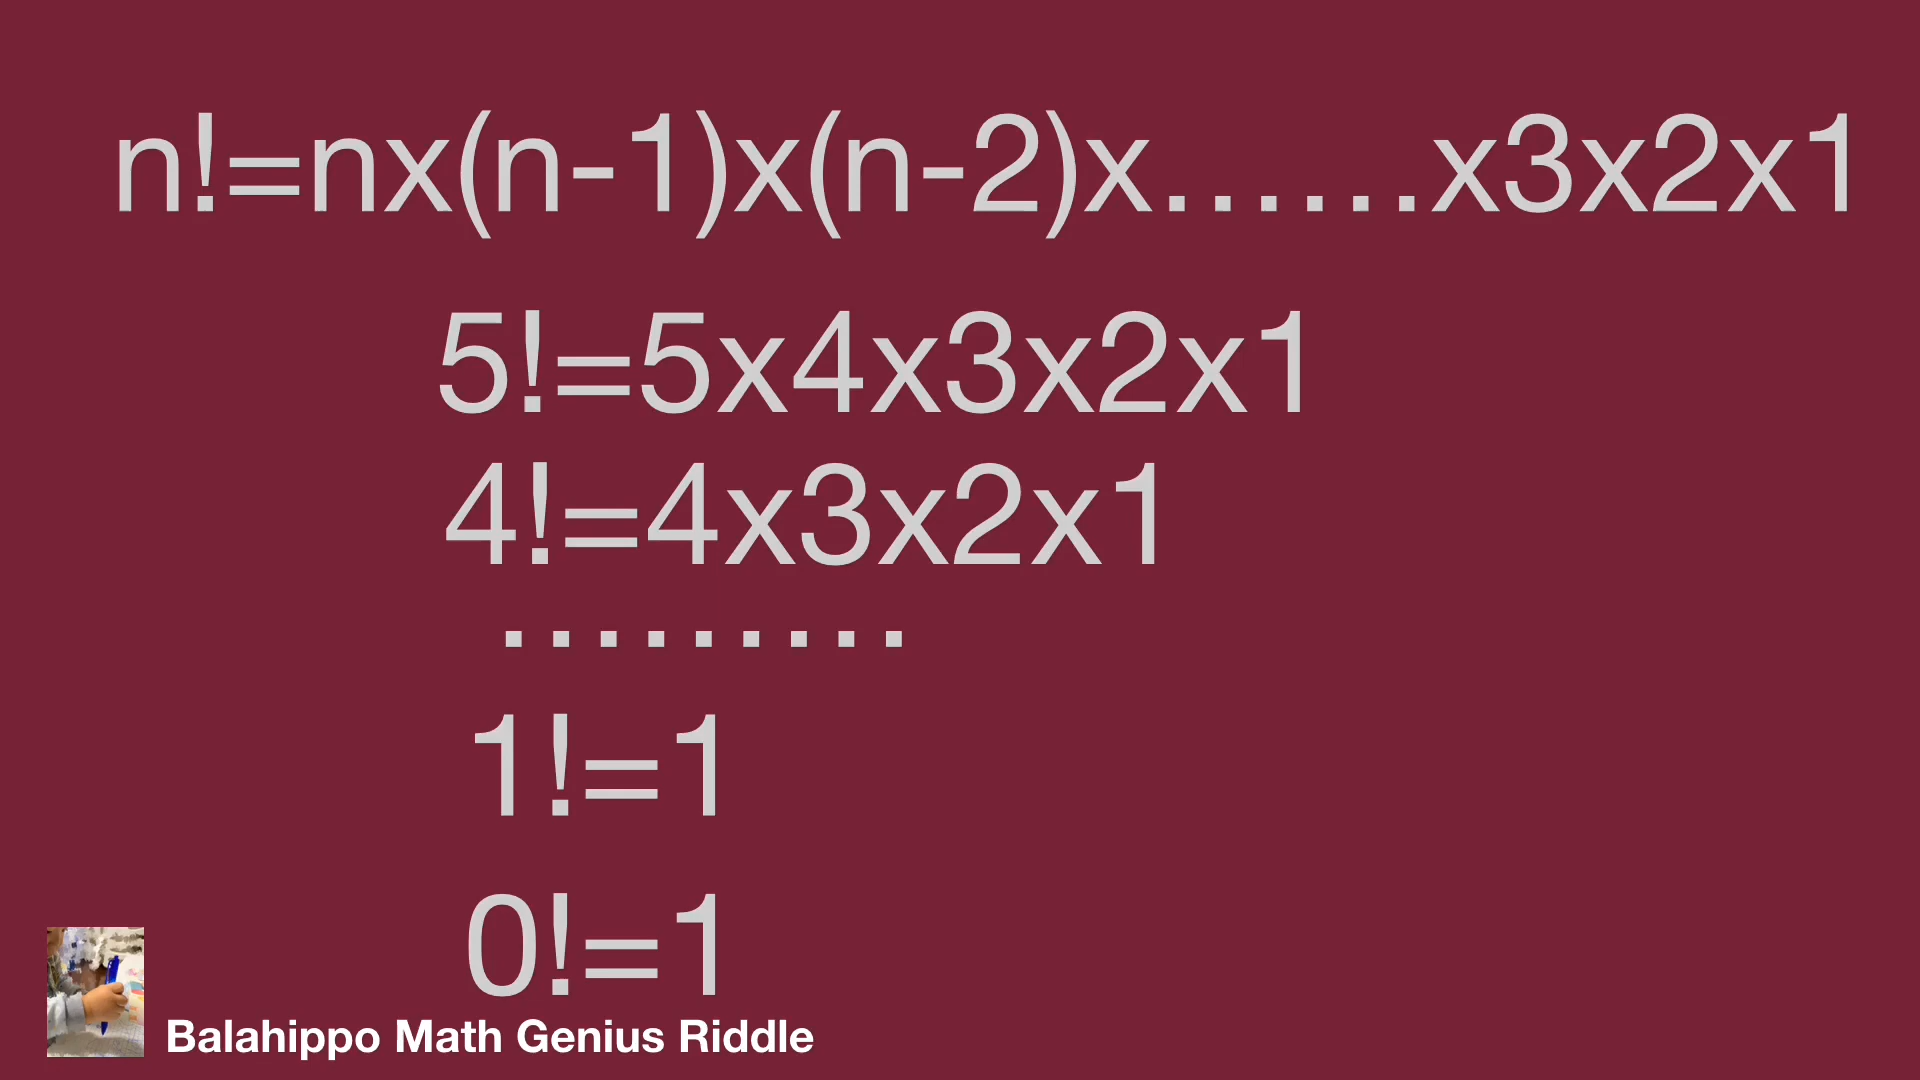 n!=nx(n-1)x(n-2)x......x3x2x1
5!=5x4x3x2x1
4!=4x3x2x1
.........
1!=1
0!=1
Balahippo Math Genius Riddle